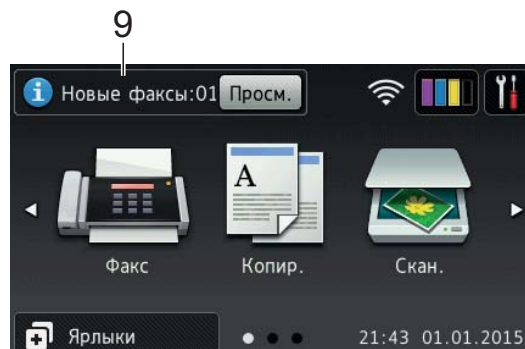 9
Новые факсы:01 Просм.
A
Факс Копир. Скан.
Ярлыки 21:43 01.01.2015